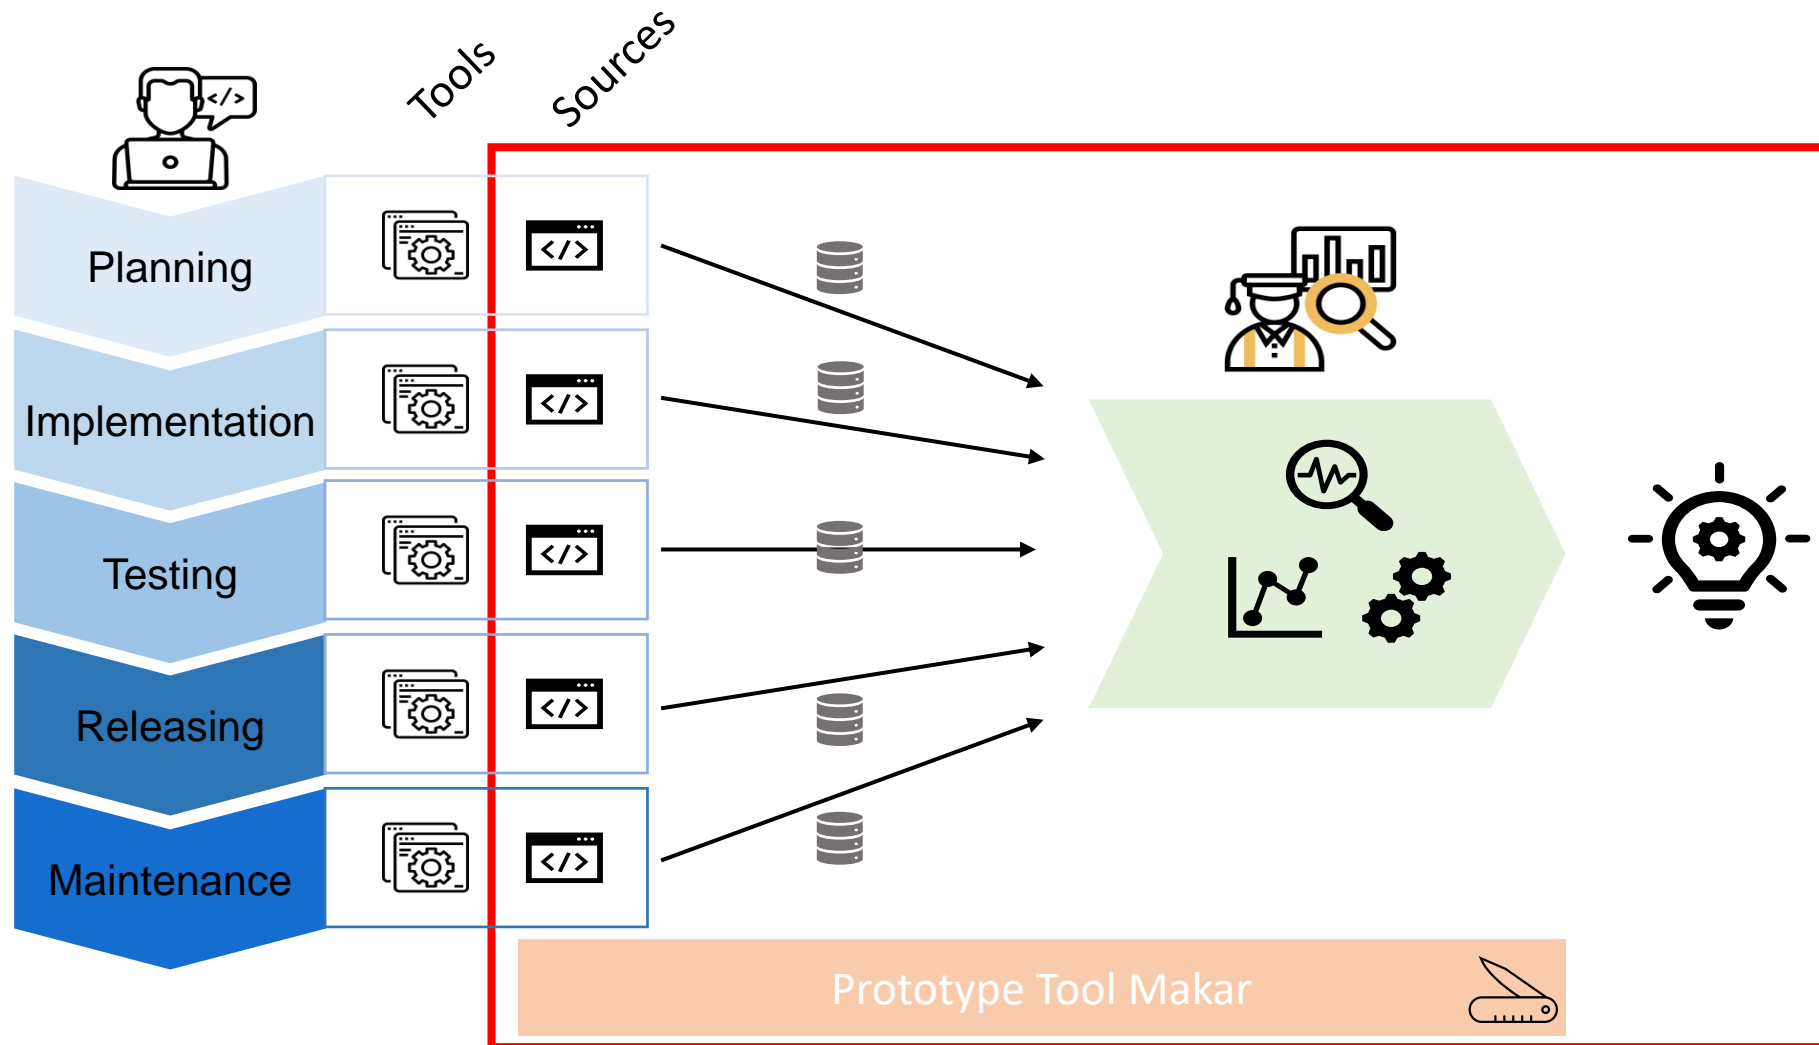 Tools
Sources
</>
Planning
</>
Implementation
</>
Testing
</>
Releasing
</>
Maintenance
</>
Prototype Tool Makar